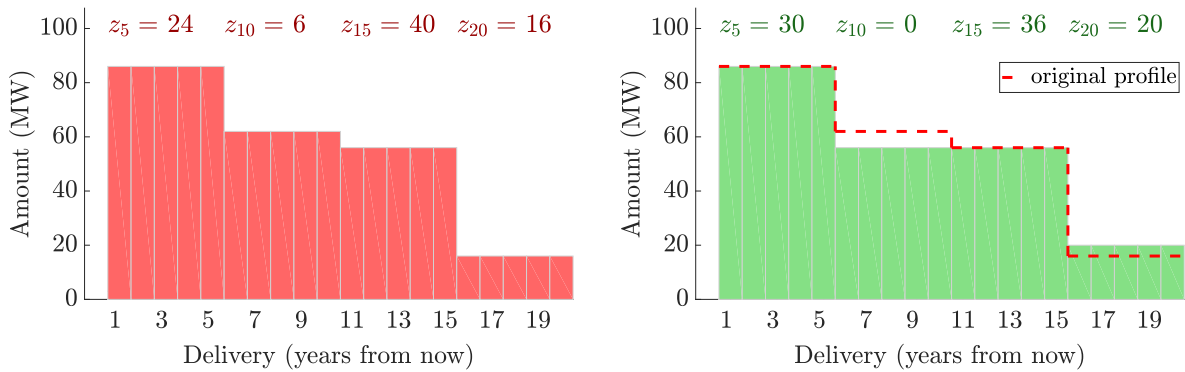 z₅ = 24 z₁₀ = 6 z₁₅ = 40 z₂₀ = 16
100
80
60
40
20
0
Amount (MW)
1 3 5 7 9 11 13 15 17 19
Delivery (years from now)
z₅ = 30 z₁₀ = 0 z₁₅ = 36 z₂₀ = 20
original profile
100
80
60
40
20
0
Amount (MW)
1 3 5 7 9 11 13 15 17 19
Delivery (years from now)